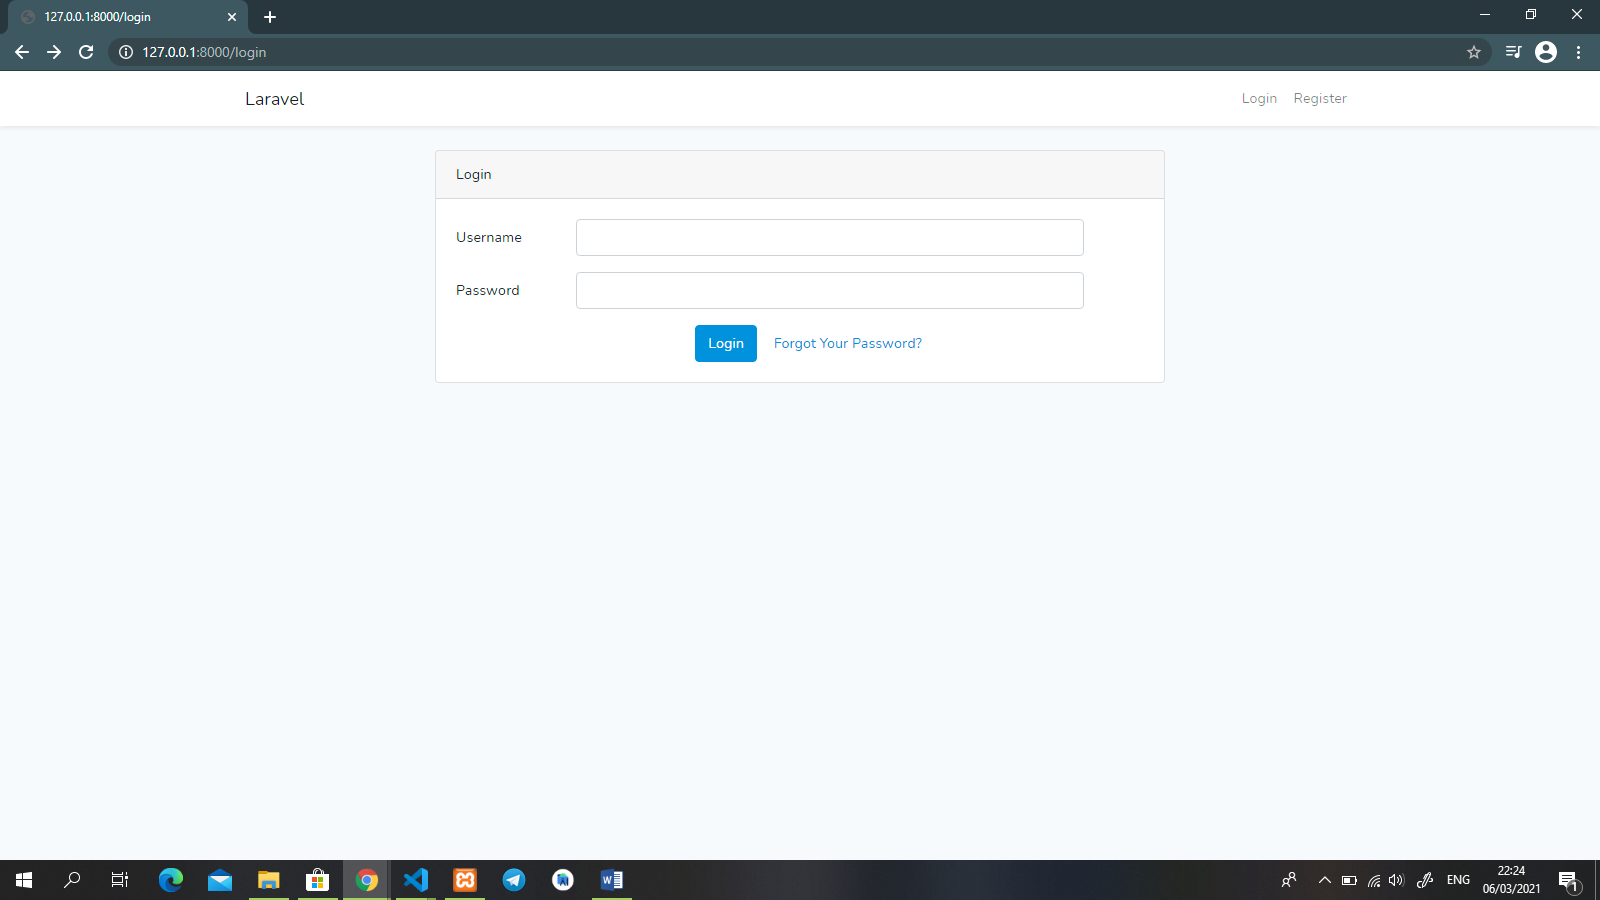 127.0.0.1:8000/login
127.0.0.1:8000/login
Laravel
Login Register
Login
Username
Password
Login Forgot Your Password?
ENG
22:24
06/03/2021
1